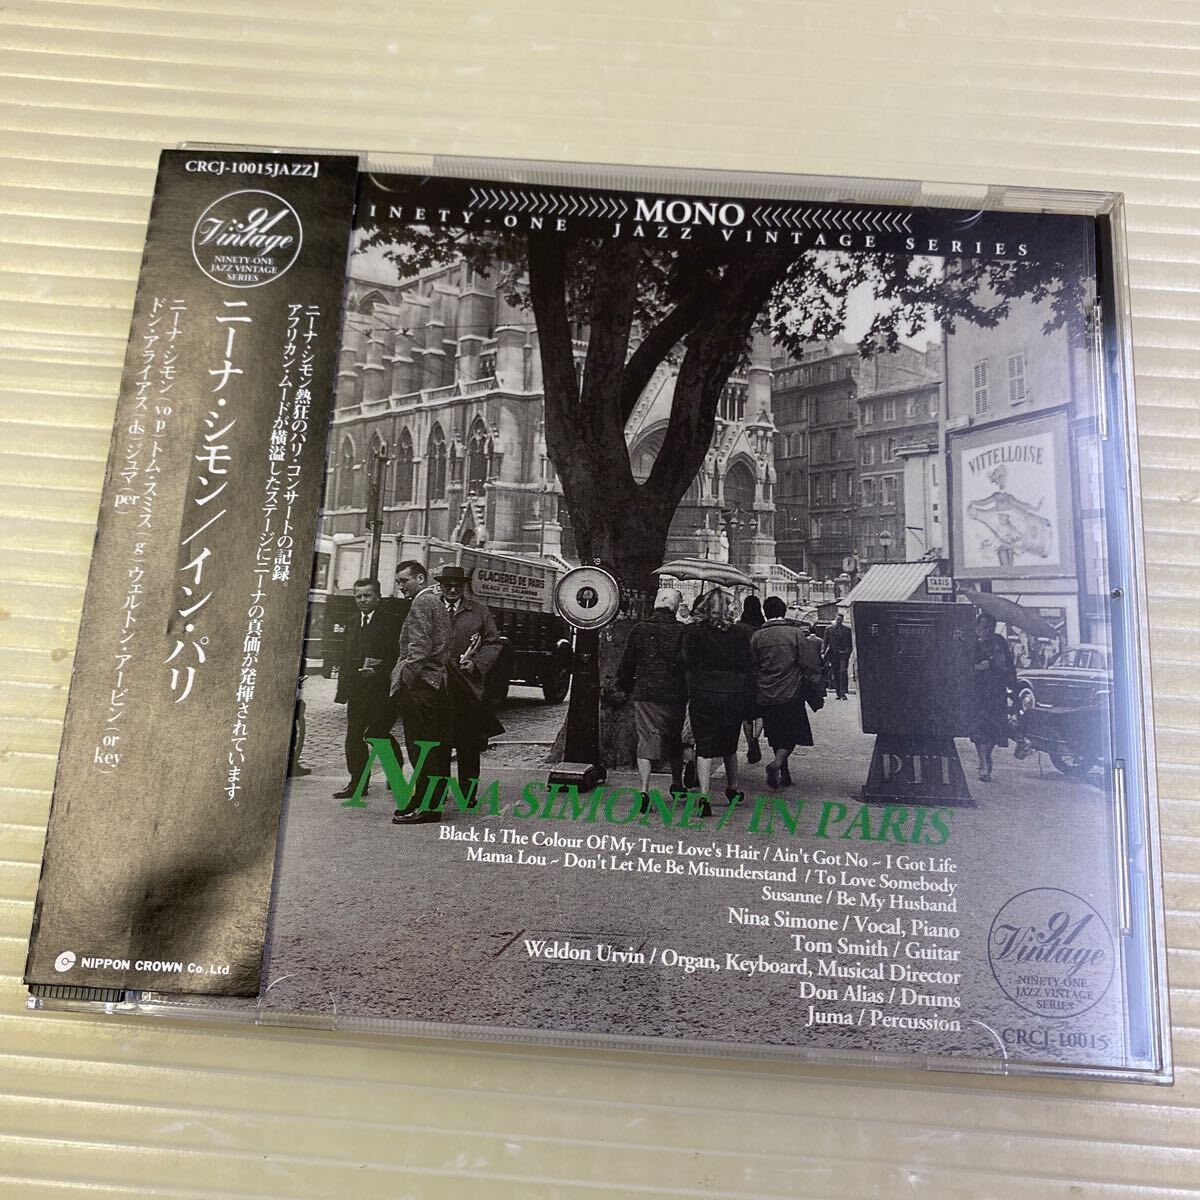 CRCJ-10015JAZZ】
91
Vintage
NINETY-ONE
JAZZ VINTAGE
SERIES
ニーナ・シモン熱狂のパリ・コンサートの記録。
アフリカン・ムードが横溢したステージにニーナの真価が発揮されています。
ニーナ・シモン／イン・パリ
ニーナ・シモン(vo p)トム・スミス(g)ウェルトン・アービン(or key)
ドン・アライアス(ds)ジュマ(per)
NIPPON CROWN Co., Ltd.
》》》》》》》》》》》》》》 MONO 《《《《《《《《《《《《《《
INETY-ONE JAZZ VINTAGE SERIES
VITTELLOISE
GLACIERES DE PARIS
TAXIS
PTT
NINA SIMONE / IN PARIS
Black Is The Colour Of My True Love's Hair / Ain't Got No ~ I Got Life
Mama Lou ~ Don't Let Me Be Misunderstand / To Love Somebody
Susanne / Be My Husband
Nina Simone / Vocal, Piano
Tom Smith / Guitar
Weldon Urvin / Organ, Keyboard, Musical Director
Don Alias / Drums
Juma / Percussion
91
Vintage
NINETY-ONE
JAZZ VINTAGE
SERIES
CRCJ-10015